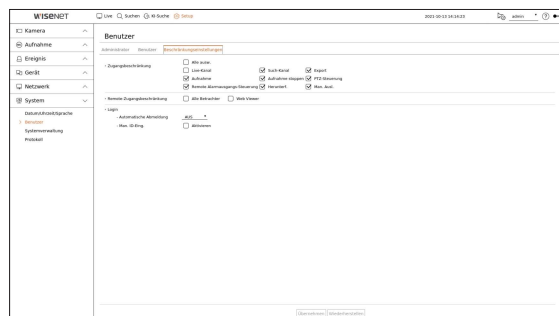 WISENET
Live Suchen KI-Suche Setup 2021-10-13 14:14:23 admin
Kamera
Aufnahme
Ereignis
Gerät
Netzwerk
System
Datum/Uhrzeit/Sprache
Benutzer
Systemverwaltung
Protokoll
Benutzer
Administrator Benutzer Beschränkungseinstellungen
- Zugangsbeschränkung
Alle ausw.
Live-Kanal Such-Kanal Export
Aufnahme Aufnahme stoppen PTZ-Steuerung
Remote-Alarmausgangs-Steuerung Herunterf. Man. Ausl.
- Remote-Zugangsbeschränkung Alle Betrachter Web Viewer
- Login
- Automatische Abmeldung AUS
- Man. ID Eing. Aktivieren
Übernehmen Wiederherstellen